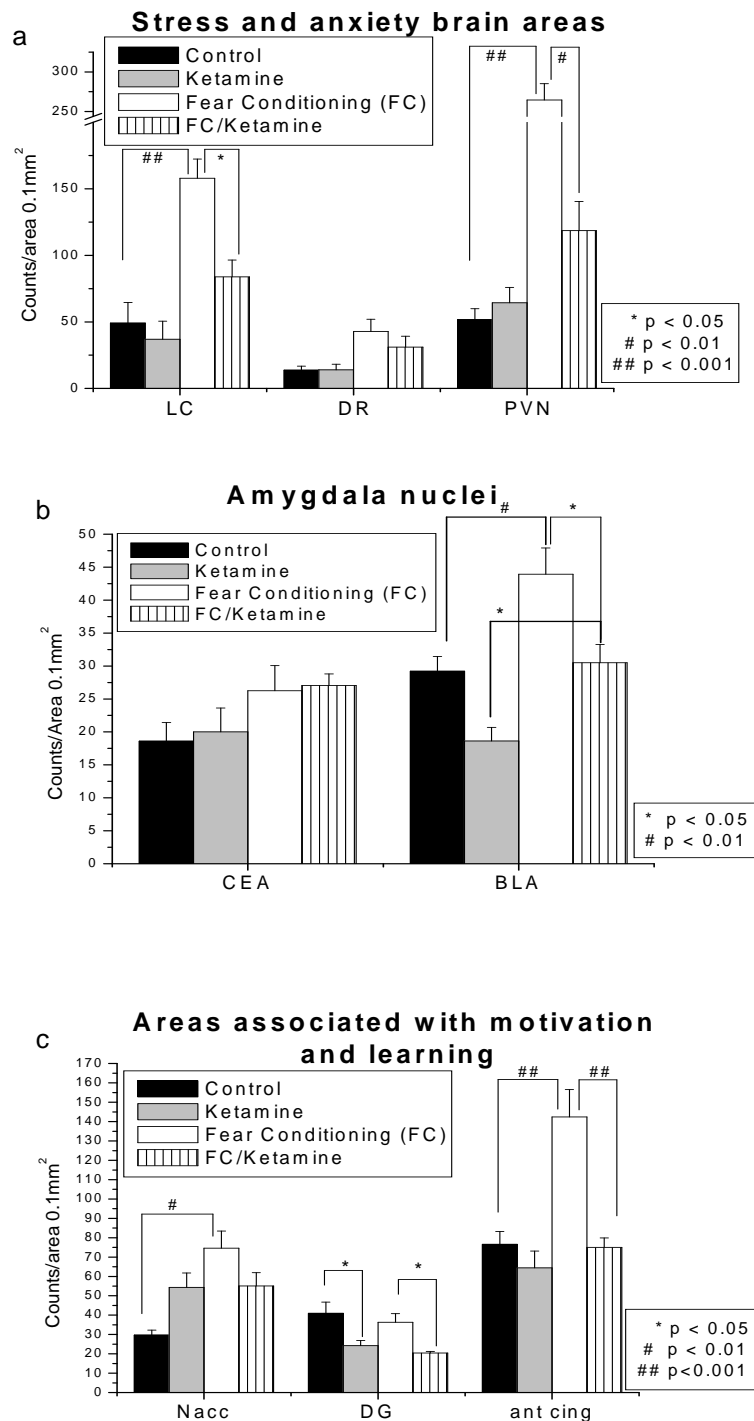 a
Stress and anxiety brain areas
Control
Ketamine
Fear Conditioning (FC)
FC/Ketamine
##
#
##
*
300
250
150
100
50
0
Counts/area 0.1mm²
LC
DR
PVN
* p < 0.05
# p < 0.01
## p < 0.001
b
Amygdala nuclei
Control
Ketamine
Fear Conditioning (FC)
FC/Ketamine
#
*
*
50
45
40
35
30
25
20
15
10
5
0
Counts/Area 0.1mm²
CEA
BLA
* p < 0.05
# p < 0.01
c
Areas associated with motivation
and learning
Control
Ketamine
Fear Conditioning (FC)
FC/Ketamine
##
##
#
*
*
170
160
150
140
130
120
110
100
90
80
70
60
50
40
30
20
10
0
Counts/area 0.1mm²
Nacc
DG
ant cing
* p < 0.05
# p < 0.01
## p<0.001